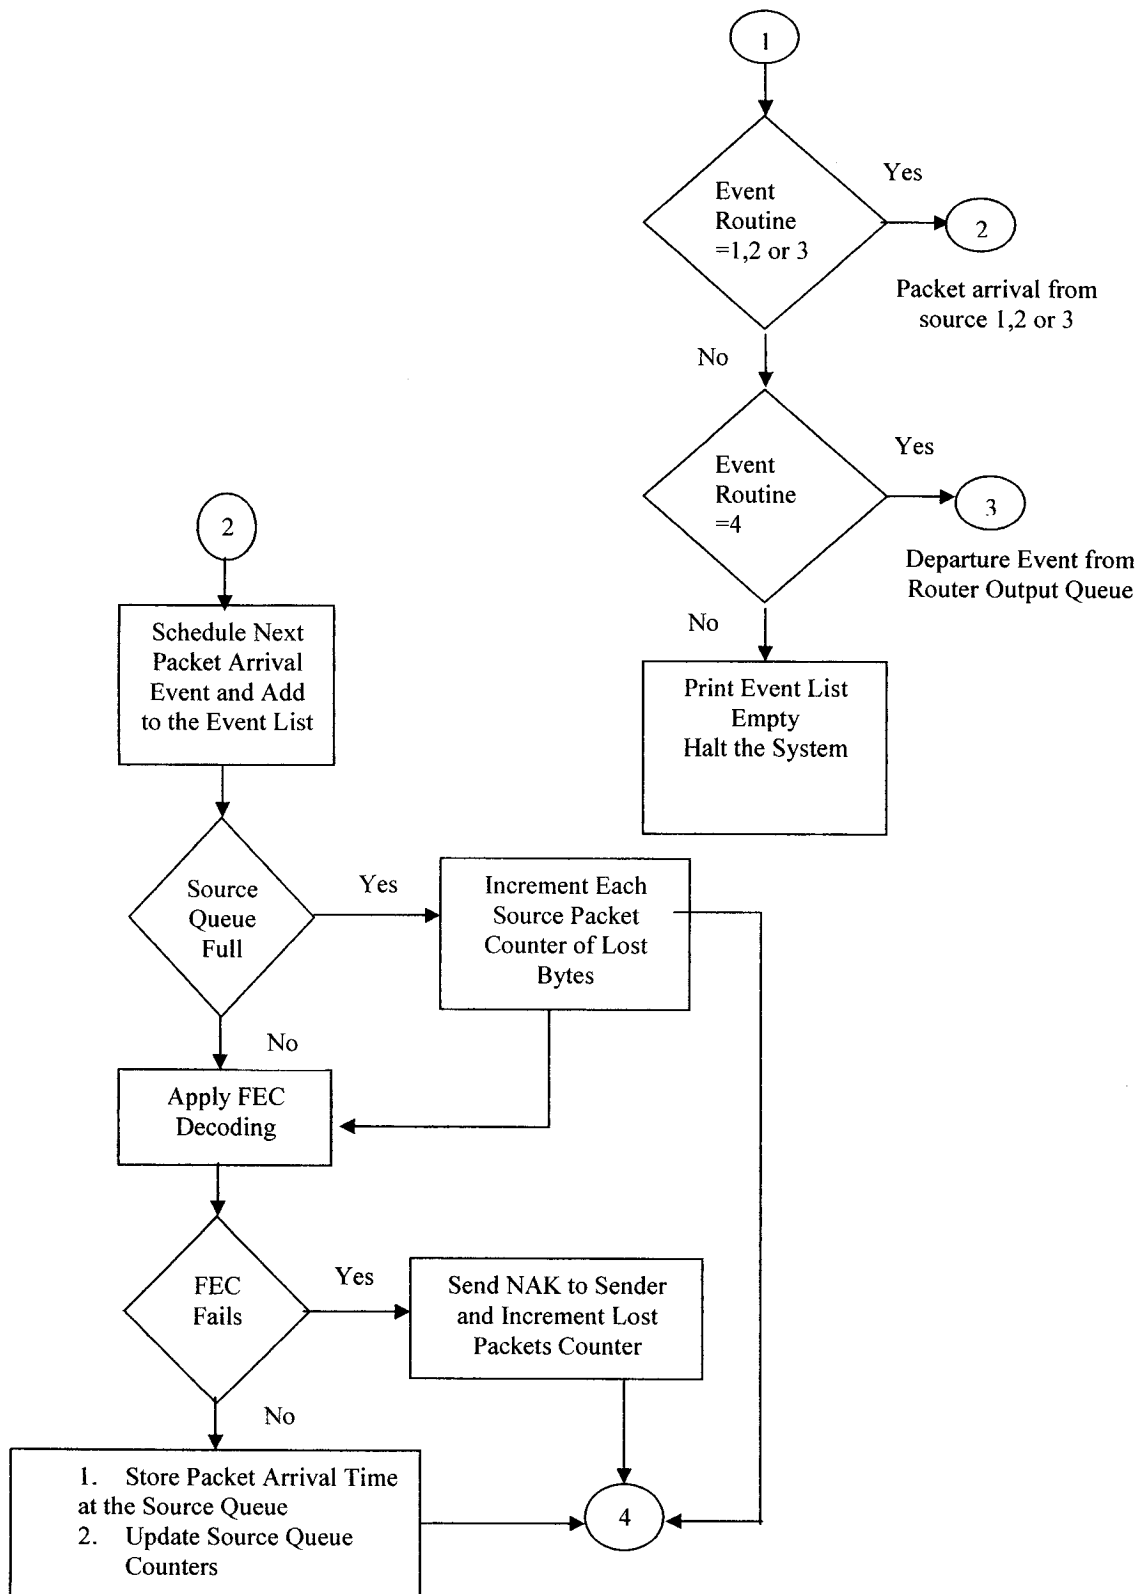 1
Event
Routine
=1,2 or 3
Yes
2
Packet arrival from
source 1,2 or 3
No
Event
Routine
=4
Yes
3
Departure Event from
Router Output Queue
No
Print Event List
Empty
Halt the System
2
Schedule Next
Packet Arrival
Event and Add
to the Event List
Source
Queue
Full
Yes
Increment Each
Source Packet
Counter of Lost
Bytes
No
Apply FEC
Decoding
FEC
Fails
Yes
Send NAK to Sender
and Increment Lost
Packets Counter
No
1. Store Packet Arrival Time
at the Source Queue
2. Update Source Queue
Counters
4